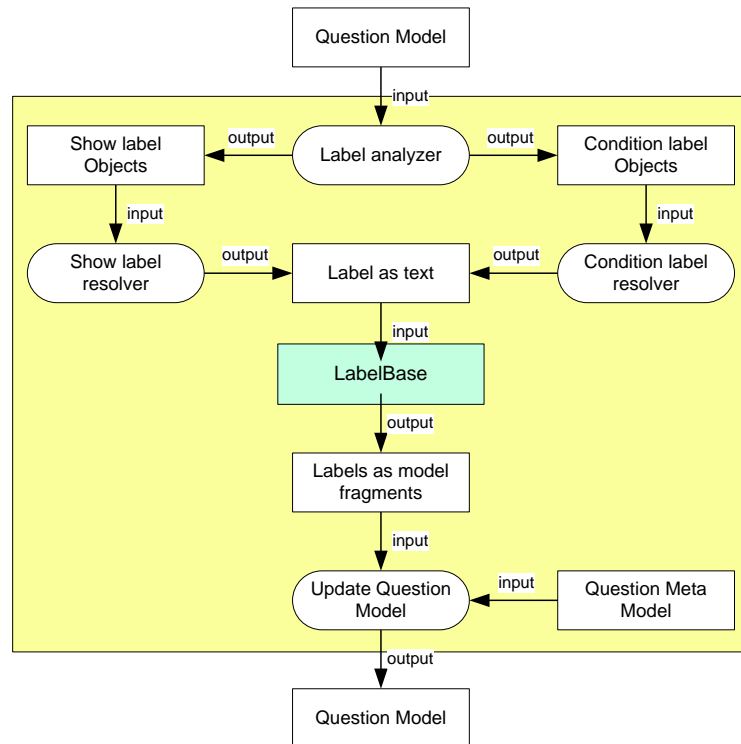 Question Model
input
Show label
Objects
output
Label analyzer
output
Condition label
Objects
input
input
Show label
resolver
output
Label as text
output
Condition label
resolver
input
LabelBase
output
Labels as model
fragments
input
Update Question
Model
input
Question Meta
Model
output
Question Model